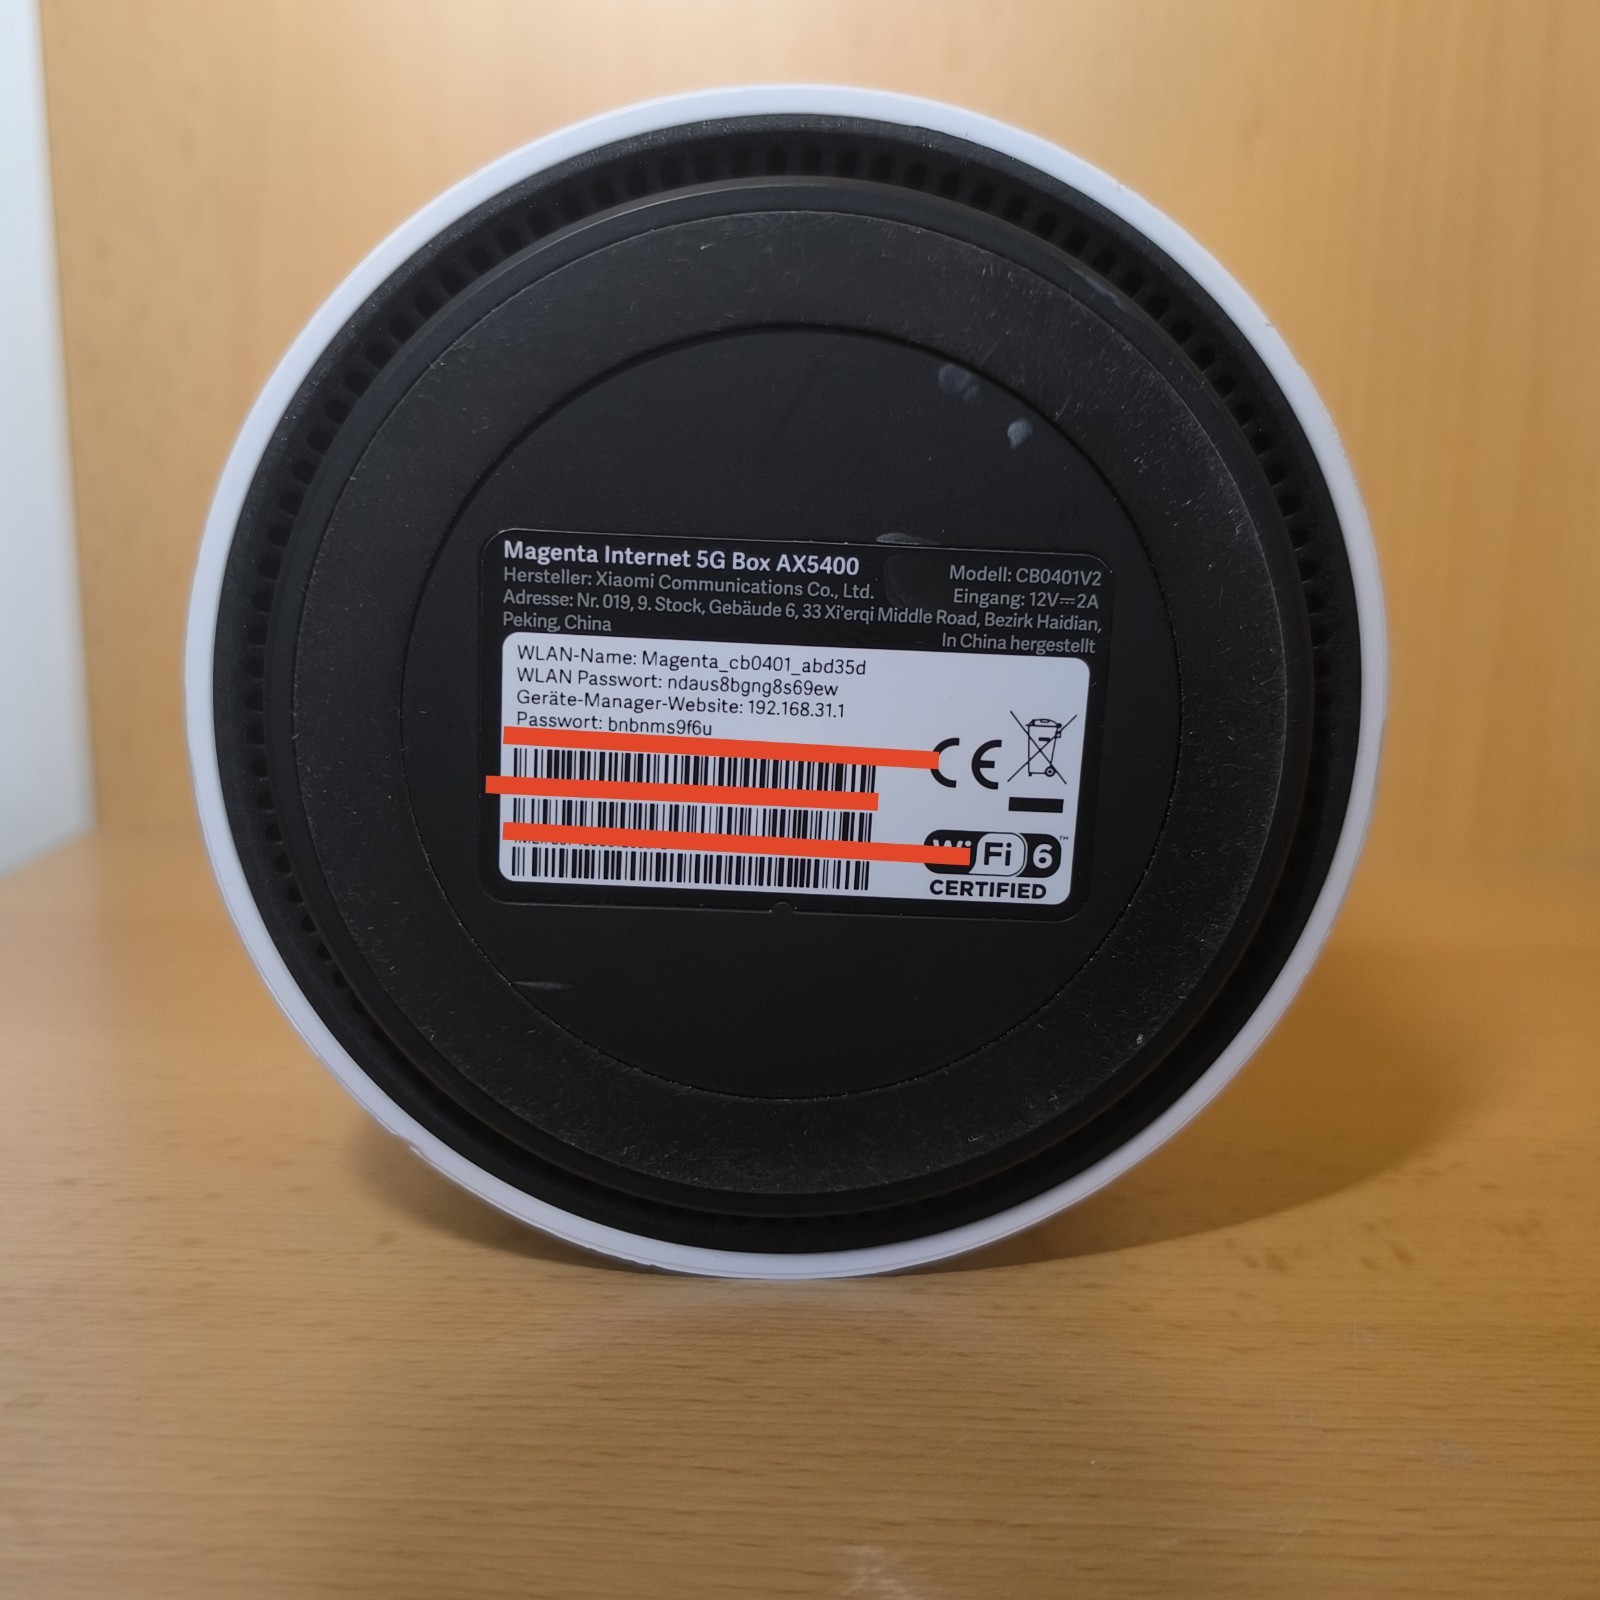 Magenta Internet 5G Box AX5400
Modell: CB0401V2
Hersteller: Xiaomi Communications Co., Ltd.
Eingang: 12V⎓2A
Adresse: Nr. 019, 9. Stock, Gebäude 6, 33 Xi'erqi Middle Road, Bezirk Haidian,
Peking, China
In China hergestellt
WLAN-Name: Magenta_cb0401_abd35d
WLAN Passwort: ndaus8bgng8s69ew
Geräte-Manager-Website: 192.168.31.1
Passwort: bnbnms9f6u
CE
Wi Fi 6™
CERTIFIED